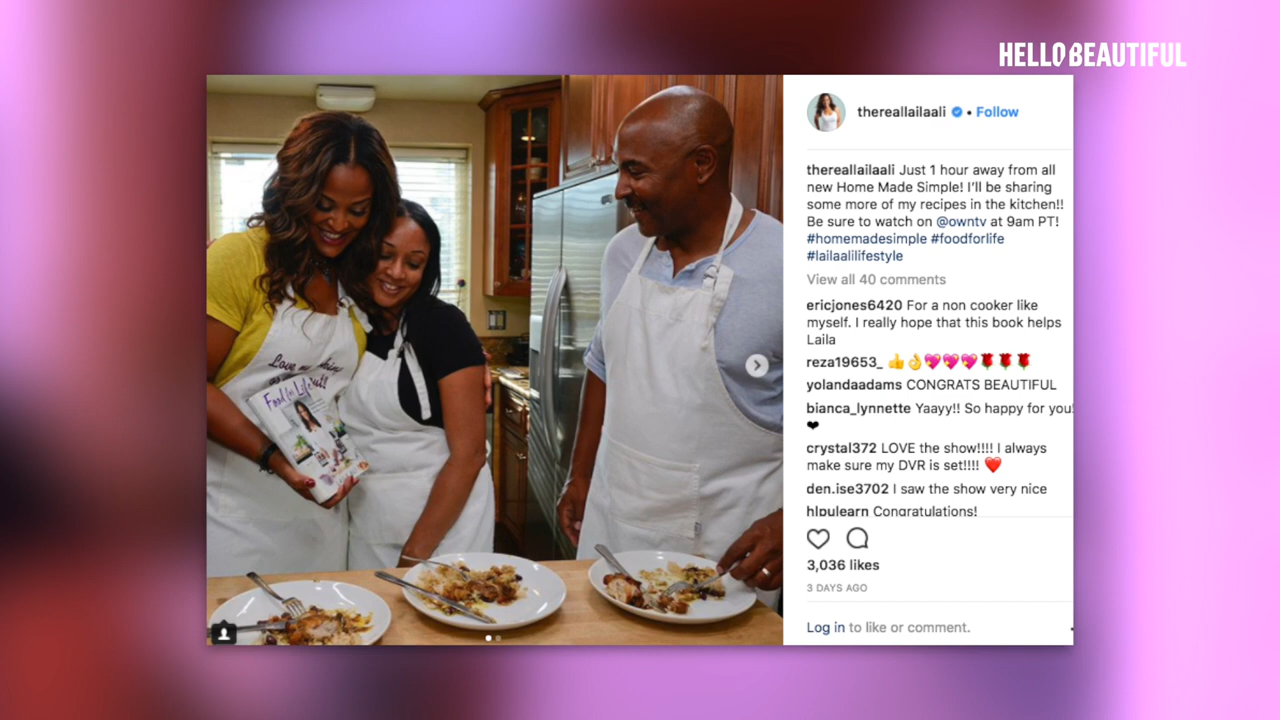 HELLO BEAUTIFUL
thereallailaali • Follow
thereallailaali Just 1 hour away from all
new Home Made Simple! I'll be sharing
some more of my recipes in the kitchen!!
Be sure to watch on @owntv at 9am PT!
#homemadesimple #foodforlife
#lailaalilifestyle
View all 40 comments
ericjones6420 For a non cooker like
myself. I really hope that this book helps
Laila
reza19653_ 👍👌💖💖💖🌹🌹🌹
yolandaadams CONGRATS BEAUTIFUL
bianca_lynnette Yaayy!! So happy for you!
❤
crystal372 LOVE the show!!!! I always
make sure my DVR is set!!!! ❤️
den.ise3702 I saw the show very nice
hlpulearn Congratulations!
3,036 likes
3 DAYS AGO
Log in to like or comment.
Love
Food for Life